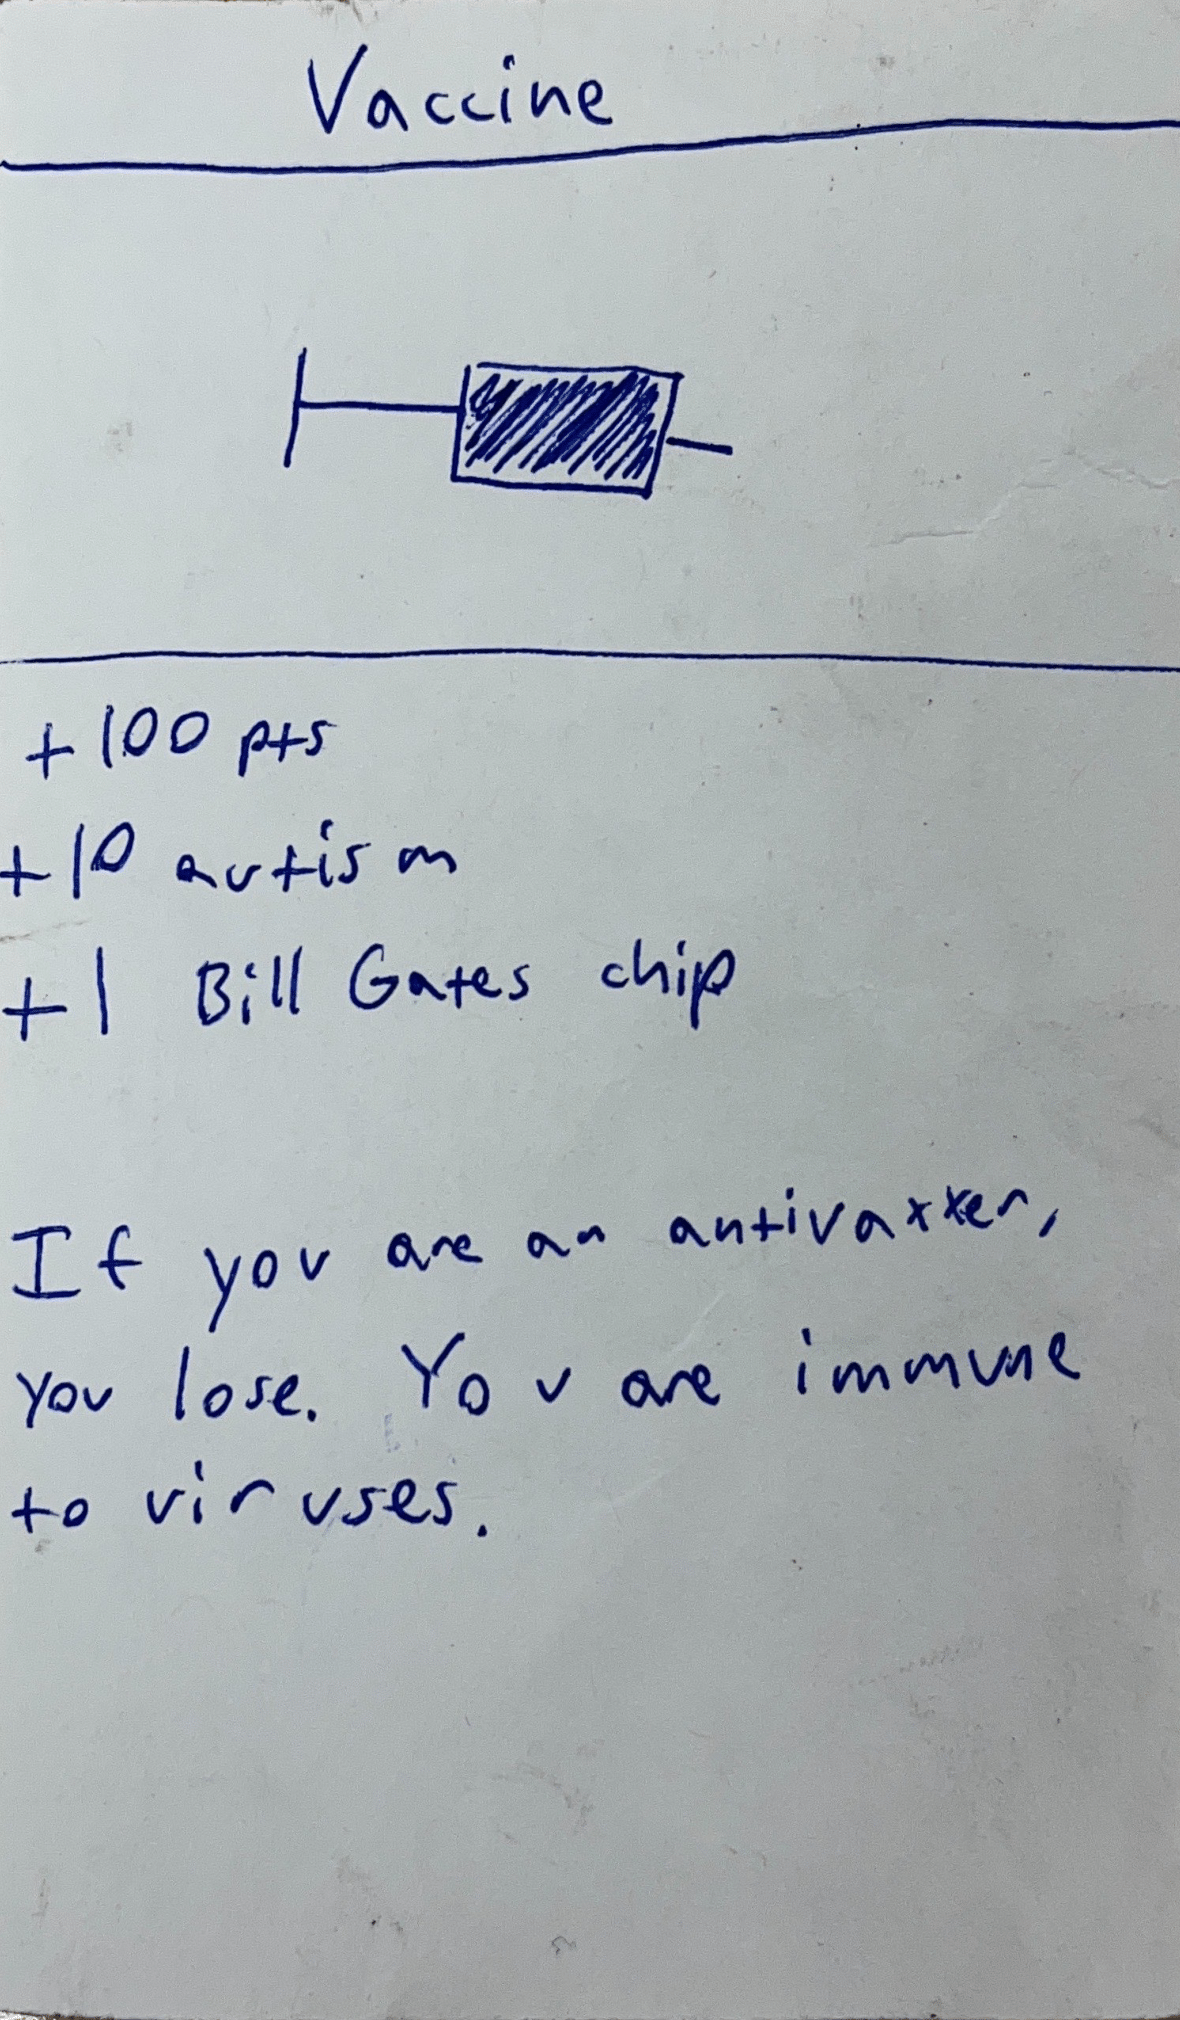 Vaccine
+100 pts
+10 autism
+1 Bill Gates chip
If you are an antivaxxer,
you lose. You are immune
to viruses.